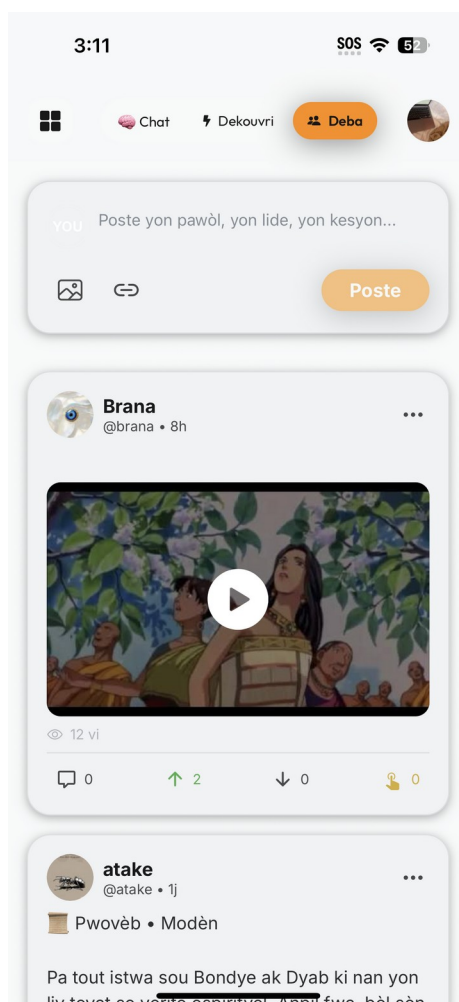 3:11
SOS
52
Chat
Dekouvri
Deba
YOU
Poste yon pawòl, yon lide, yon kesyon...
Poste
Brana
@brana • 8h
12 vi
0
2
0
0
atake
@atake • 1j
Pwovèb • Modèn
Pa tout istwa sou Bondye ak Dyab ki nan yon